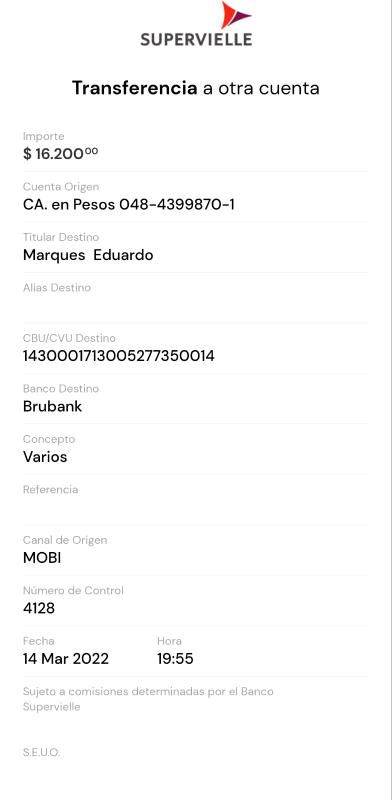 SUPERVIELLE
Transferencia a otra cuenta
Importe
$ 16.200⁰⁰
Cuenta Origen
CA. en Pesos 048-4399870-1
Titular Destino
Marques Eduardo
Alias Destino
CBU/CVU Destino
1430001713005277350014
Banco Destino
Brubank
Concepto
Varios
Referencia
Canal de Origen
MOBI
Número de Control
4128
Fecha Hora
14 Mar 2022 19:55
Sujeto a comisiones determinadas por el Banco
Supervielle
S.E.U.O.